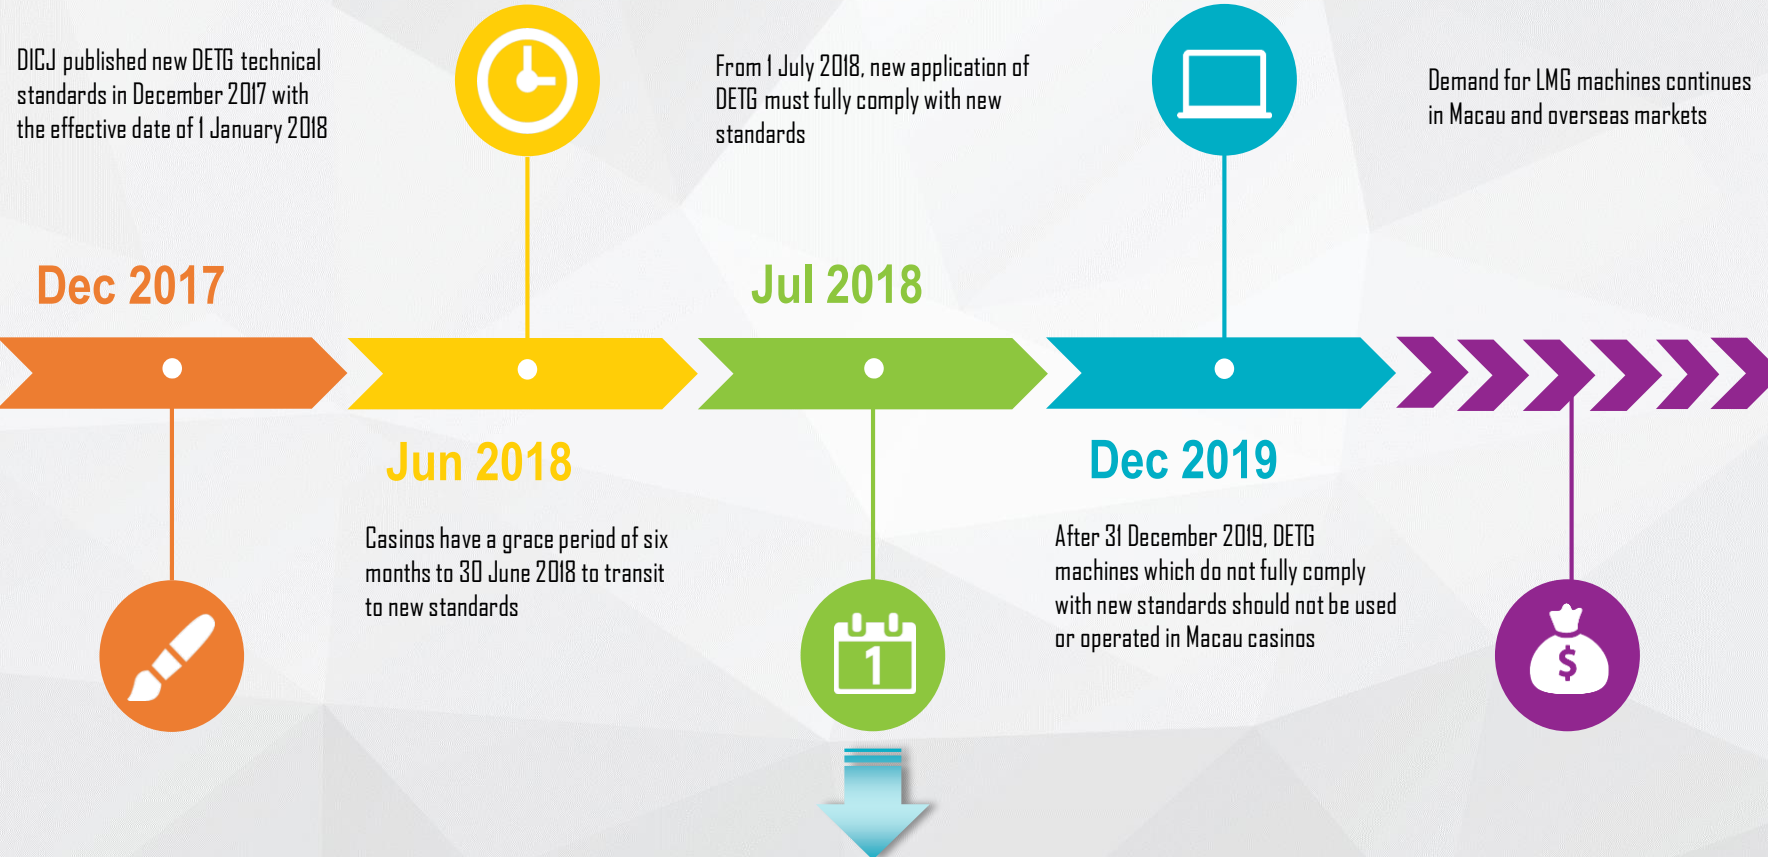 DICJ published new DETG technical
standards in December 2017 with
the effective date of 1 January 2018
Dec 2017
Jun 2018
Casinos have a grace period of six
months to 30 June 2018 to transit
to new standards
From 1 July 2018, new application of
DETG must fully comply with new
standards
Jul 2018
1
Dec 2019
After 31 December 2019, DETG
machines which do not fully comply
with new standards should not be used
or operated in Macau casinos
Demand for LMG machines continues
in Macau and overseas markets
$